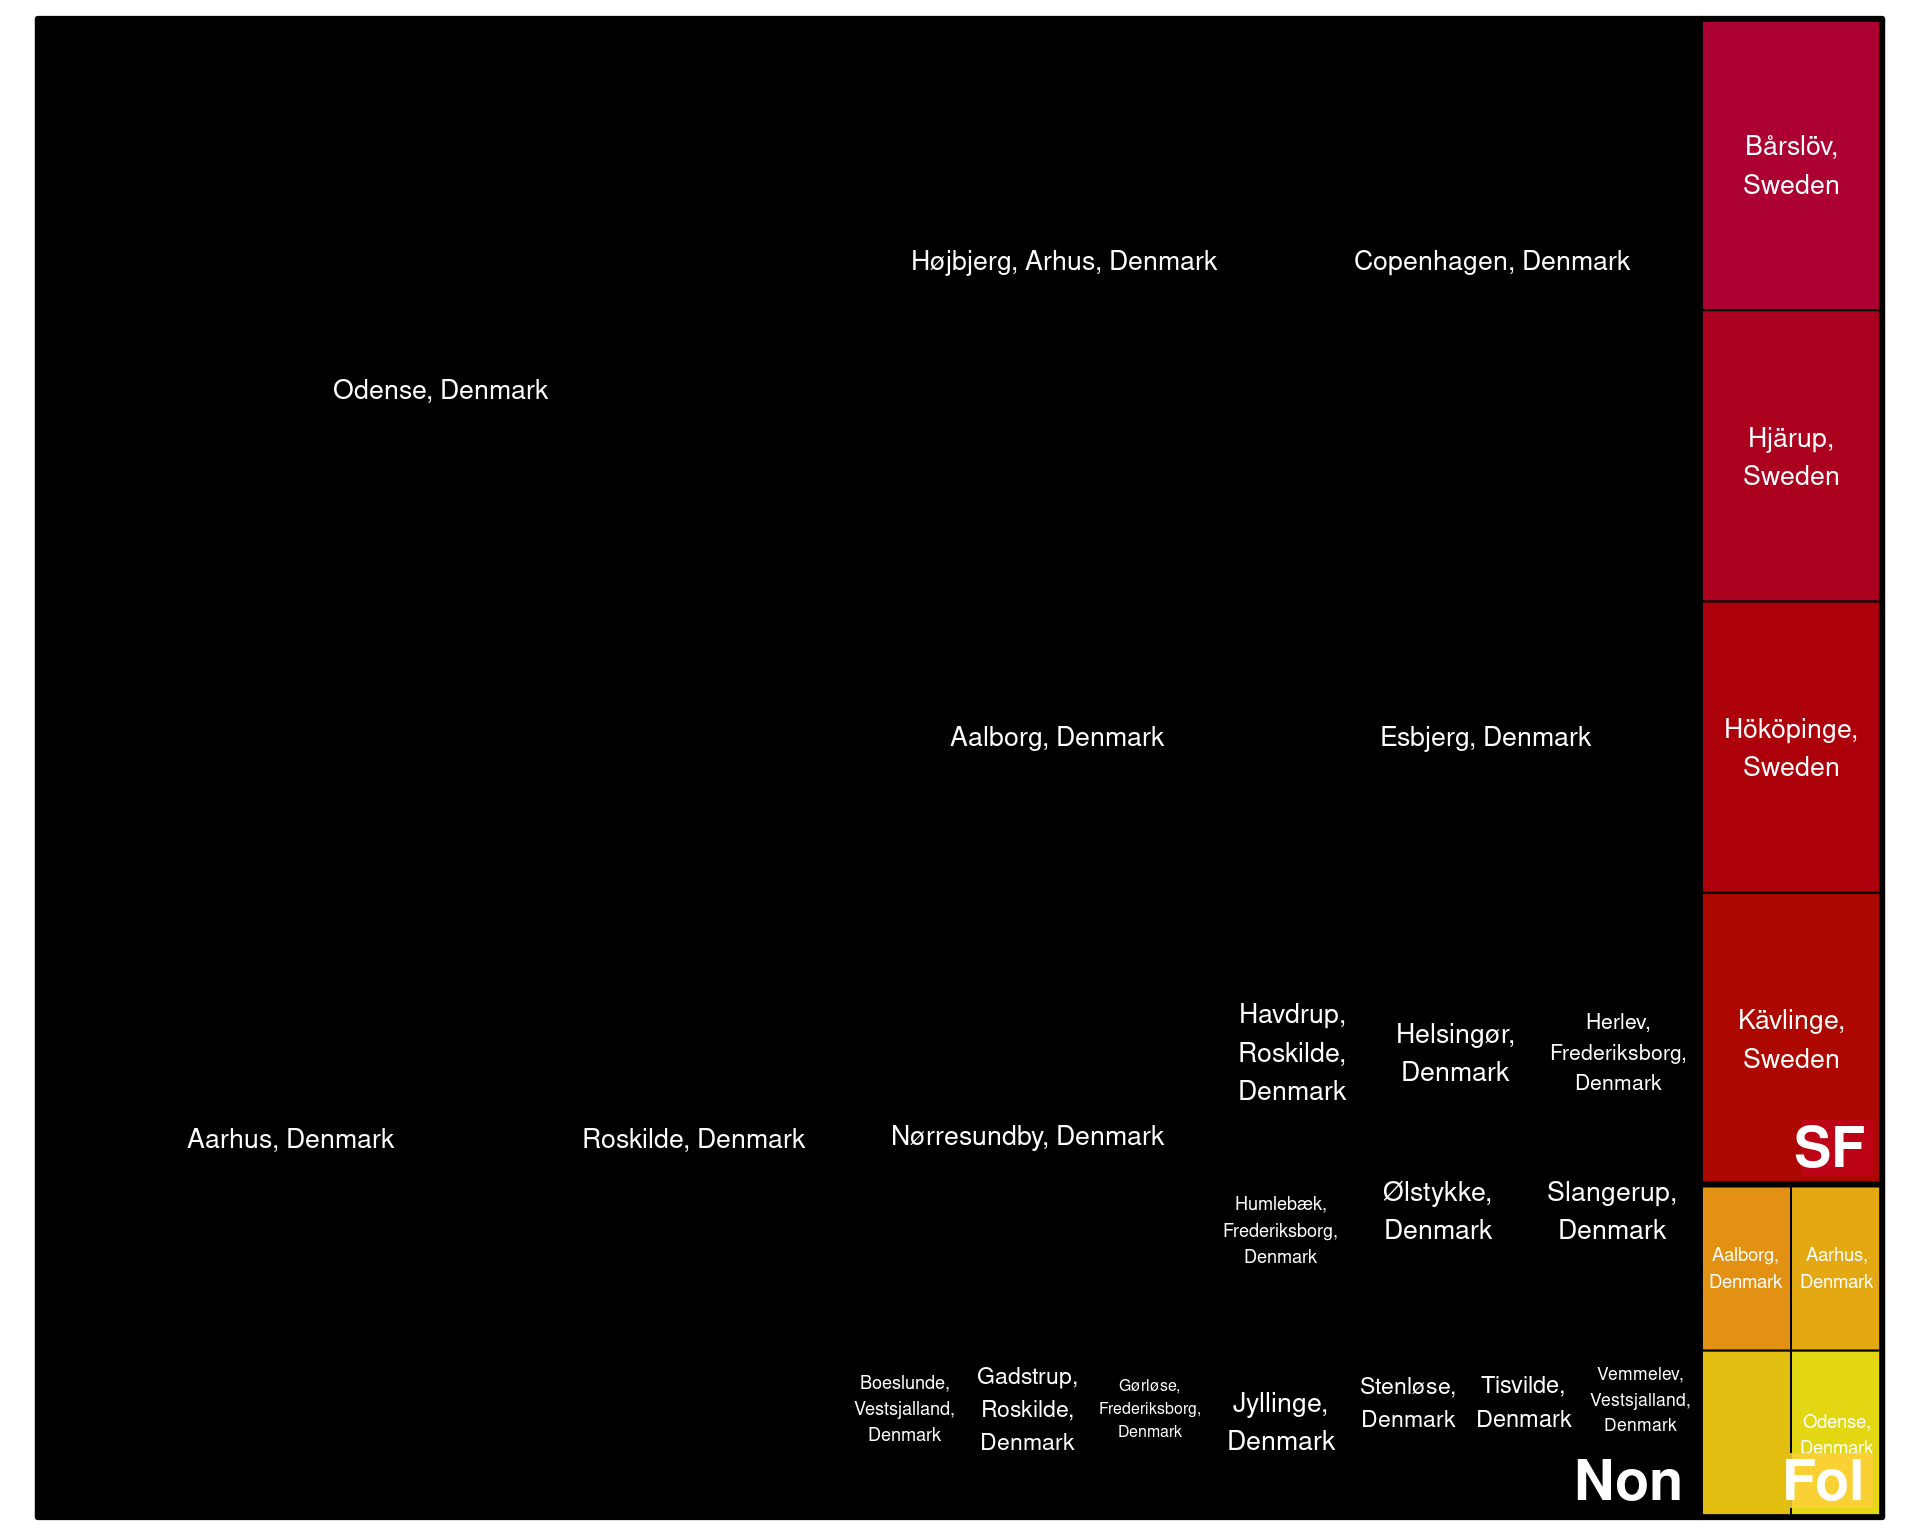 Bårslöv,
Sweden
Højbjerg, Arhus, Denmark
Copenhagen, Denmark
Odense, Denmark
Hjärup,
Sweden
Aalborg, Denmark
Esbjerg, Denmark
Hököpinge,
Sweden
Havdrup,
Roskilde,
Denmark
Helsingør,
Denmark
Herlev,
Frederiksborg,
Denmark
Kävlinge,
Sweden
Aarhus, Denmark
Roskilde, Denmark
Nørresundby, Denmark
SF
Humlebæk,
Frederiksborg,
Denmark
Ølstykke,
Denmark
Slangerup,
Denmark
Aalborg,
Denmark
Aarhus,
Denmark
Boeslunde,
Vestsjalland,
Denmark
Gadstrup,
Roskilde,
Denmark
Gørløse,
Frederiksborg,
Denmark
Jyllinge,
Denmark
Stenløse,
Denmark
Tisvilde,
Denmark
Vemmelev,
Vestsjalland,
Denmark
Odense,
Denmark
Non
Fol